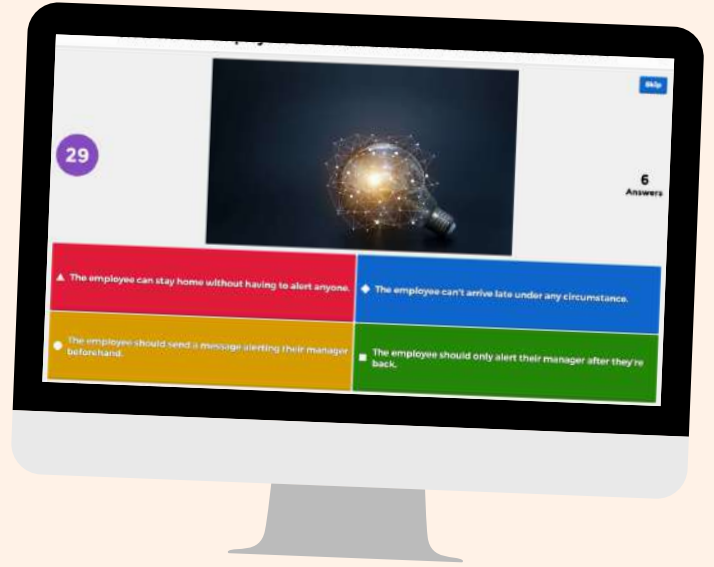 Skip
29
6
Answers
The employee can stay home without having to alert anyone.
The employee can't arrive late under any circumstance.
The employee should send a message alerting their manager
beforehand.
The employee should only alert their manager after they're
back.